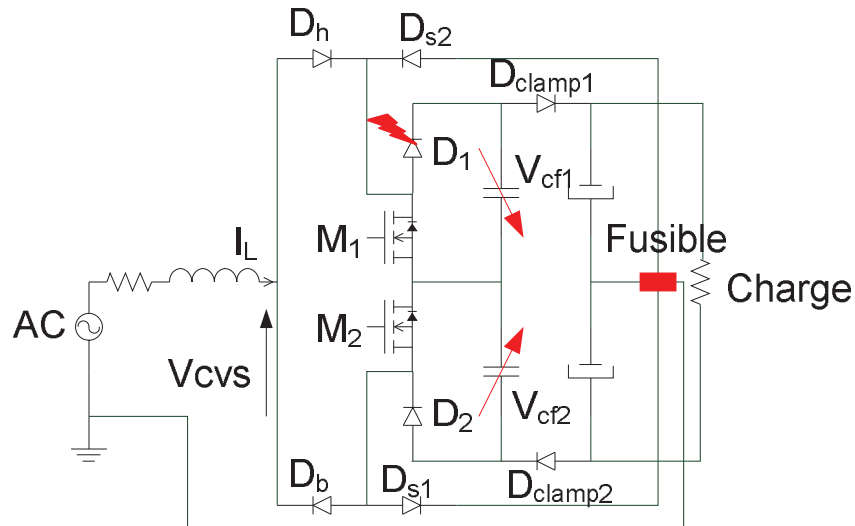 Dh
Ds2
Dclamp1
D1
Vcf1
M1
IL
Fusible
Charge
AC
M2
Vcvs
D2
Vcf2
Db
Ds1
Dclamp2